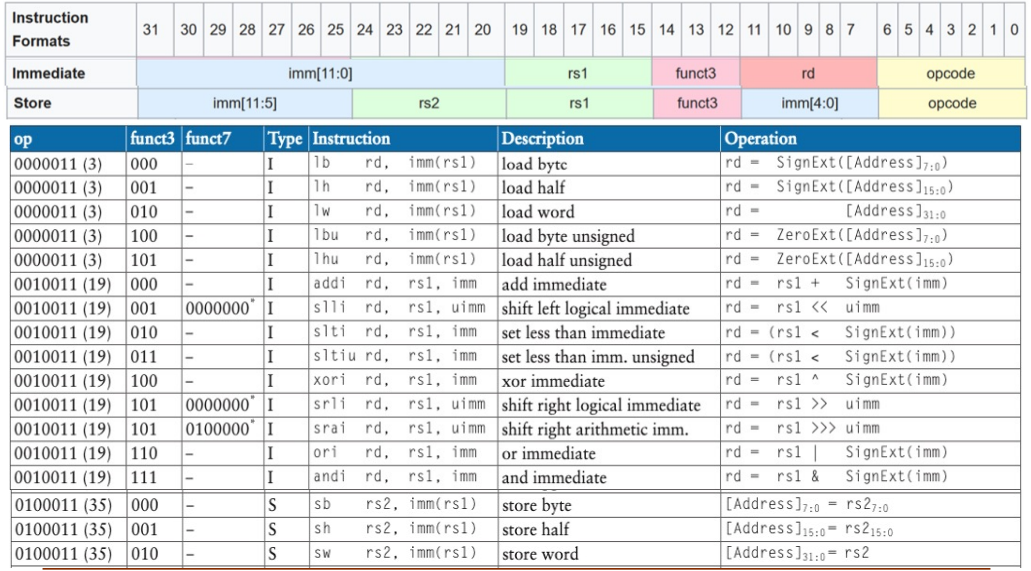 Instruction Formats 31 30 29 28 27 26 25 24 23 22 21 20 19 18 17 16 15 14 13 12 11 10 9 8 7 6 5 4 3 2 1 0
Immediate imm[11:0] rs1 funct3 rd opcode
Store imm[11:5] rs2 rs1 funct3 imm[4:0] opcode
op funct3 funct7 Type Instruction Description Operation
0000011 (3) 000 – I lb rd, imm(rs1) load byte rd = SignExt([Address]7:0)
0000011 (3) 001 – I lh rd, imm(rs1) load half rd = SignExt([Address]15:0)
0000011 (3) 010 – I lw rd, imm(rs1) load word rd = [Address]31:0
0000011 (3) 100 – I lbu rd, imm(rs1) load byte unsigned rd = ZeroExt([Address]7:0)
0000011 (3) 101 – I lhu rd, imm(rs1) load half unsigned rd = ZeroExt([Address]15:0)
0010011 (19) 000 – I addi rd, rs1, imm add immediate rd = rs1 + SignExt(imm)
0010011 (19) 001 0000000* I slli rd, rs1, uimm shift left logical immediate rd = rs1 << uimm
0010011 (19) 010 – I slti rd, rs1, imm set less than immediate rd = (rs1 < SignExt(imm))
0010011 (19) 011 – I sltiu rd, rs1, imm set less than imm. unsigned rd = (rs1 < SignExt(imm))
0010011 (19) 100 – I xori rd, rs1, imm xor immediate rd = rs1 ^ SignExt(imm)
0010011 (19) 101 0000000* I srli rd, rs1, uimm shift right logical immediate rd = rs1 >> uimm
0010011 (19) 101 0100000* I srai rd, rs1, uimm shift right arithmetic imm. rd = rs1 >>> uimm
0010011 (19) 110 – I ori rd, rs1, imm or immediate rd = rs1 | SignExt(imm)
0010011 (19) 111 – I andi rd, rs1, imm and immediate rd = rs1 & SignExt(imm)
0100011 (35) 000 – S sb rs2, imm(rs1) store byte [Address]7:0 = rs27:0
0100011 (35) 001 – S sh rs2, imm(rs1) store half [Address]15:0 = rs215:0
0100011 (35) 010 – S sw rs2, imm(rs1) store word [Address]31:0 = rs2